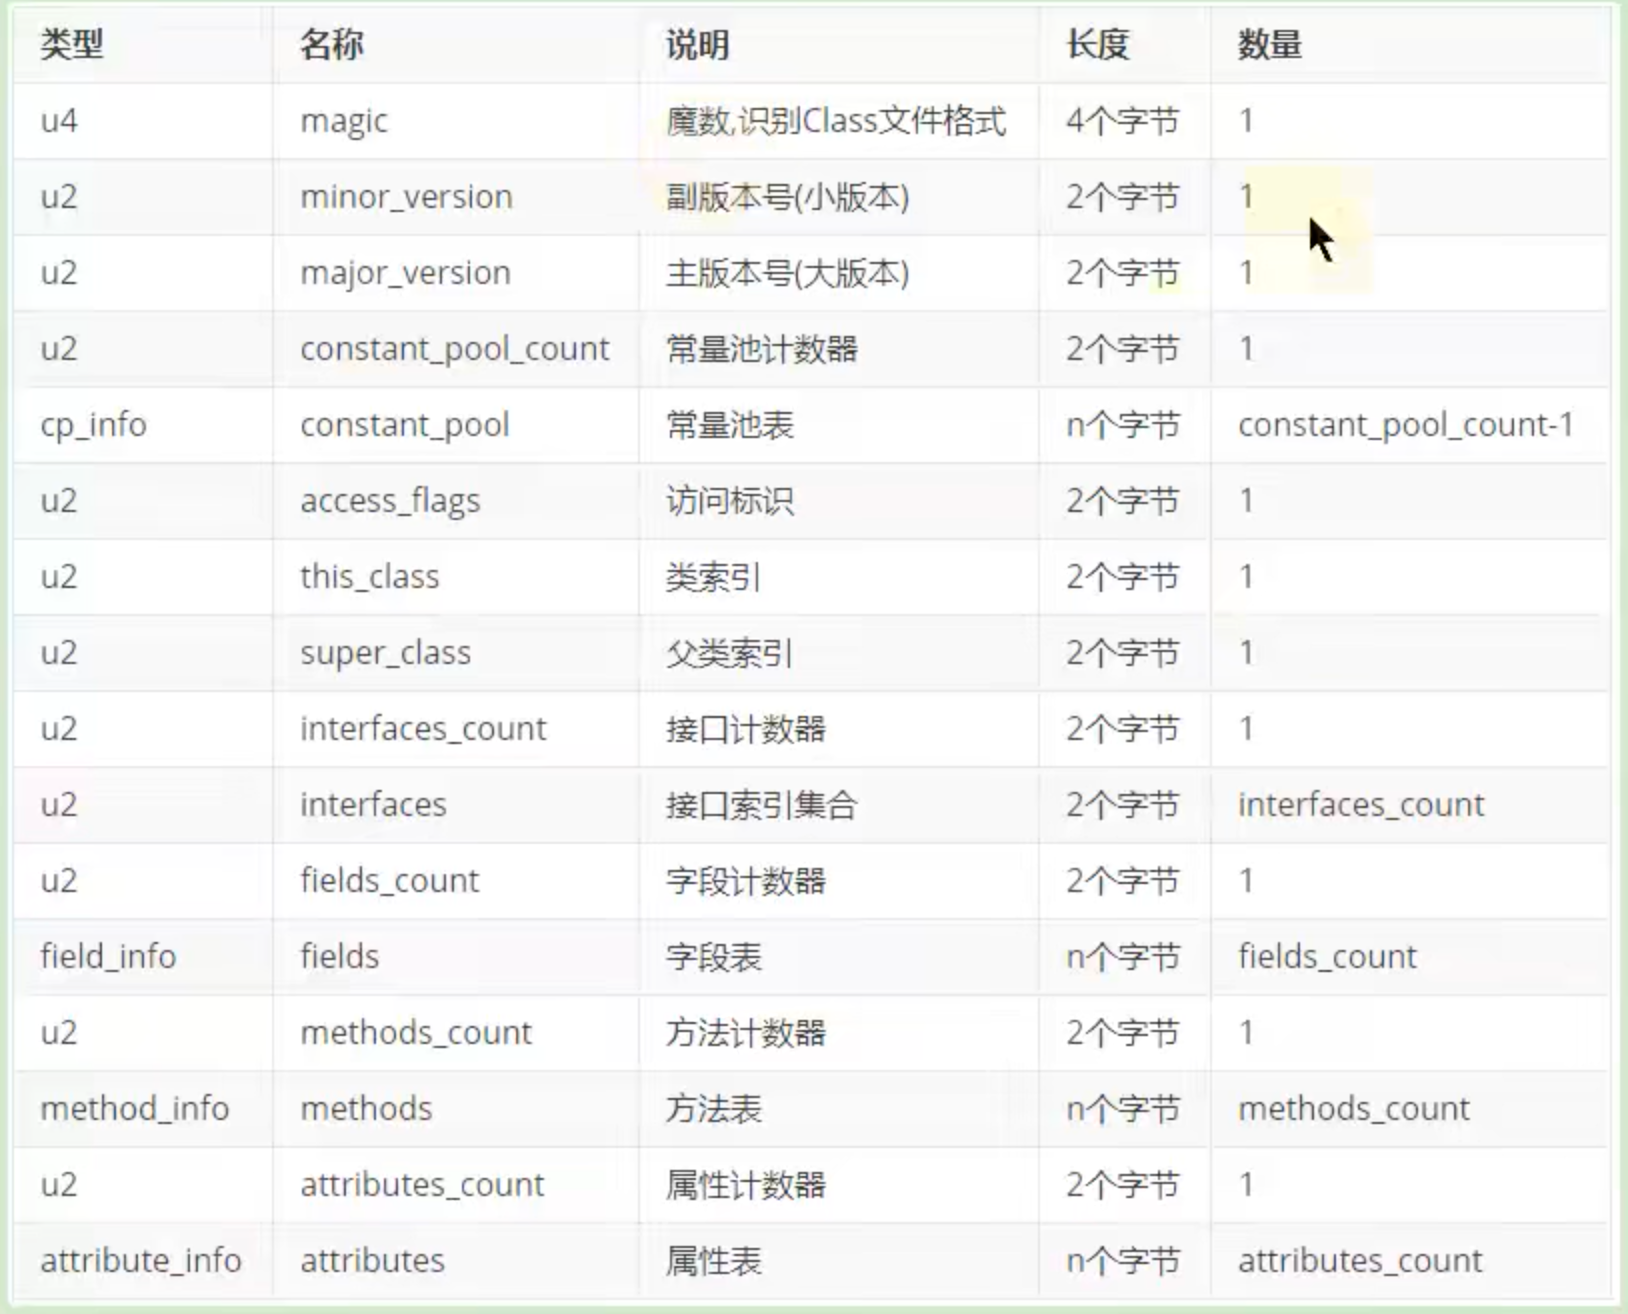 类型 名称 说明 长度 数量
u4 magic 魔数,识别Class文件格式 4个字节 1
u2 minor_version 副版本号(小版本) 2个字节 1
u2 major_version 主版本号(大版本) 2个字节 1
u2 constant_pool_count 常量池计数器 2个字节 1
cp_info constant_pool 常量池表 n个字节 constant_pool_count-1
u2 access_flags 访问标识 2个字节 1
u2 this_class 类索引 2个字节 1
u2 super_class 父类索引 2个字节 1
u2 interfaces_count 接口计数器 2个字节 1
u2 interfaces 接口索引集合 2个字节 interfaces_count
u2 fields_count 字段计数器 2个字节 1
field_info fields 字段表 n个字节 fields_count
u2 methods_count 方法计数器 2个字节 1
method_info methods 方法表 n个字节 methods_count
u2 attributes_count 属性计数器 2个字节 1
attribute_info attributes 属性表 n个字节 attributes_count